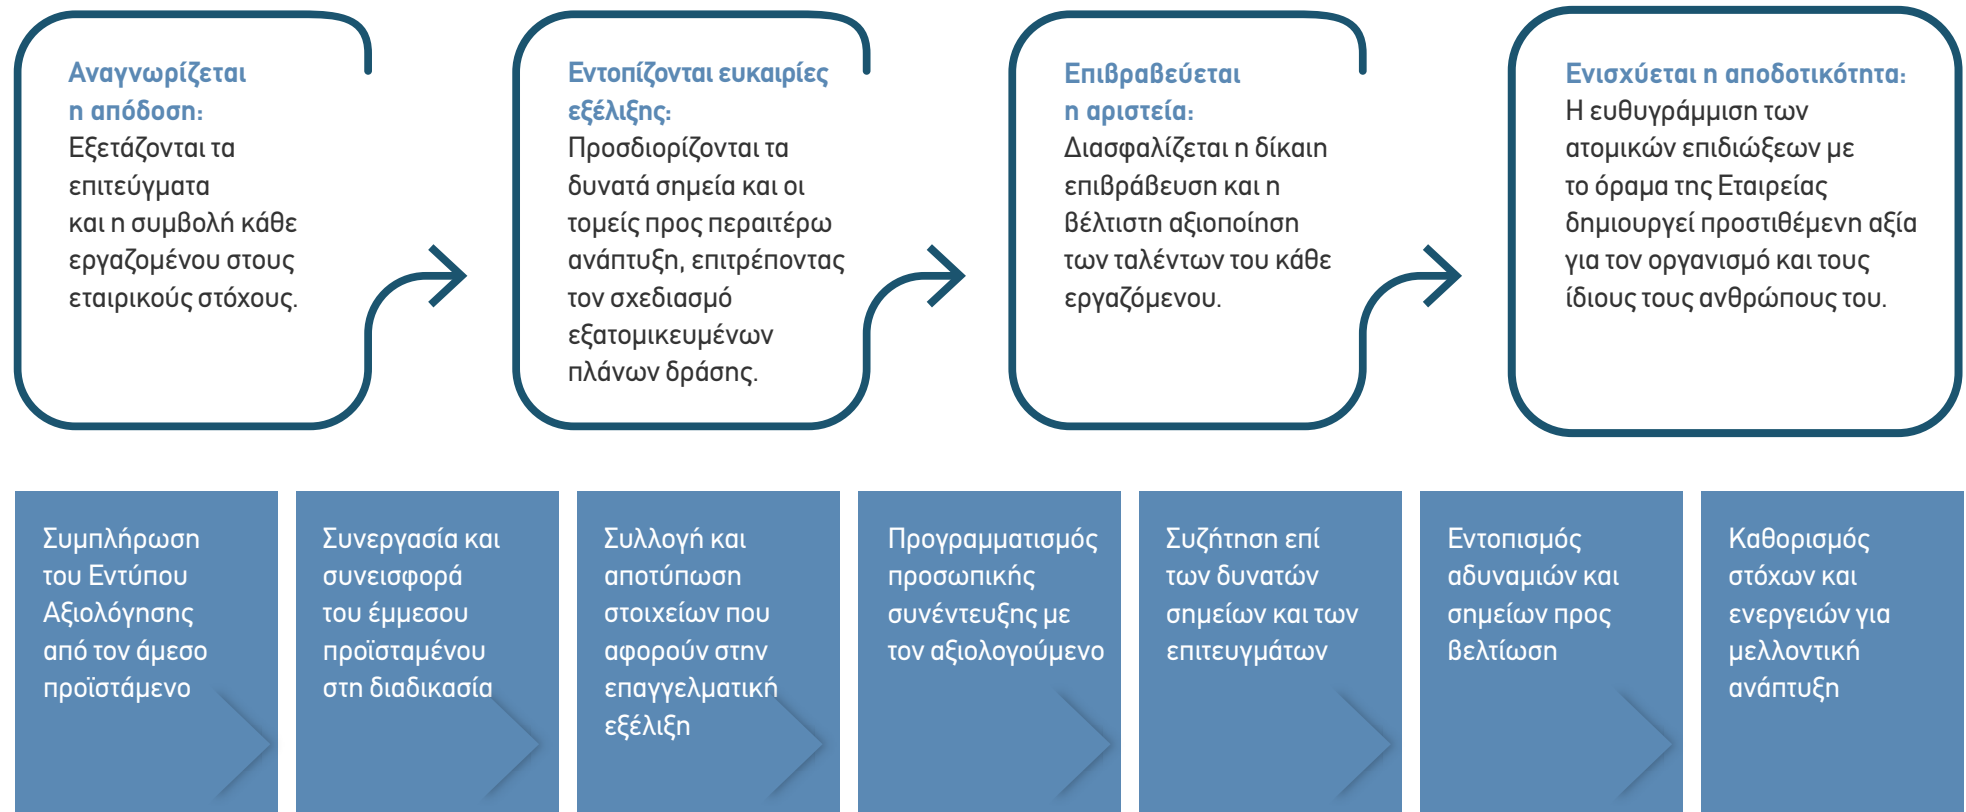 Αναγνωρίζεται
η απόδοση:
Εξετάζονται τα
επιτεύγματα
και η συμβολή κάθε
εργαζομένου στους
εταιρικούς στόχους.
Εντοπίζονται ευκαιρίες
εξέλιξης:
Προσδιορίζονται τα
δυνατά σημεία και οι
τομείς προς περαιτέρω
ανάπτυξη, επιτρέποντας
τον σχεδιασμό
εξατομικευμένων
πλάνων δράσης.
Επιβραβεύεται
η αριστεία:
Διασφαλίζεται η δίκαιη
επιβράβευση και η
βέλτιστη αξιοποίηση
των ταλέντων του κάθε
εργαζόμενου.
Ενισχύεται η αποδοτικότητα:
Η ευθυγράμμιση των
ατομικών επιδιώξεων με
το όραμα της Εταιρείας
δημιουργεί προστιθέμενη αξία
για τον οργανισμό και τους
ίδιους τους ανθρώπους του.
Συμπλήρωση
του Εντύπου
Αξιολόγησης
από τον άμεσο
προϊστάμενο
Συνεργασία και
συνεισφορά
του έμμεσου
προϊσταμένου
στη διαδικασία
Συλλογή και
αποτύπωση
στοιχείων που
αφορούν στην
επαγγελματική
εξέλιξη
Προγραμματισμός
προσωπικής
συνέντευξης με
τον αξιολογούμενο
Συζήτηση επί
των δυνατών
σημείων και των
επιτευγμάτων
Εντοπισμός
αδυναμιών και
σημείων προς
βελτίωση
Καθορισμός
στόχων και
ενεργειών για
μελλοντική
ανάπτυξη